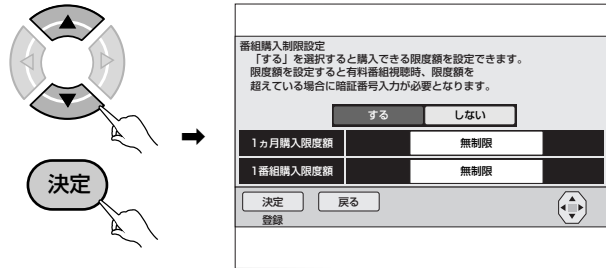 決定
番組購入制限設定
「する」を選択すると購入できる限度額を設定できます。
限度額を設定すると有料番組視聴時、限度額を
超えている場合に暗証番号入力が必要となります。
する しない
1ヵ月購入限度額 無制限
1番組購入限度額 無制限
決定 戻る
登録